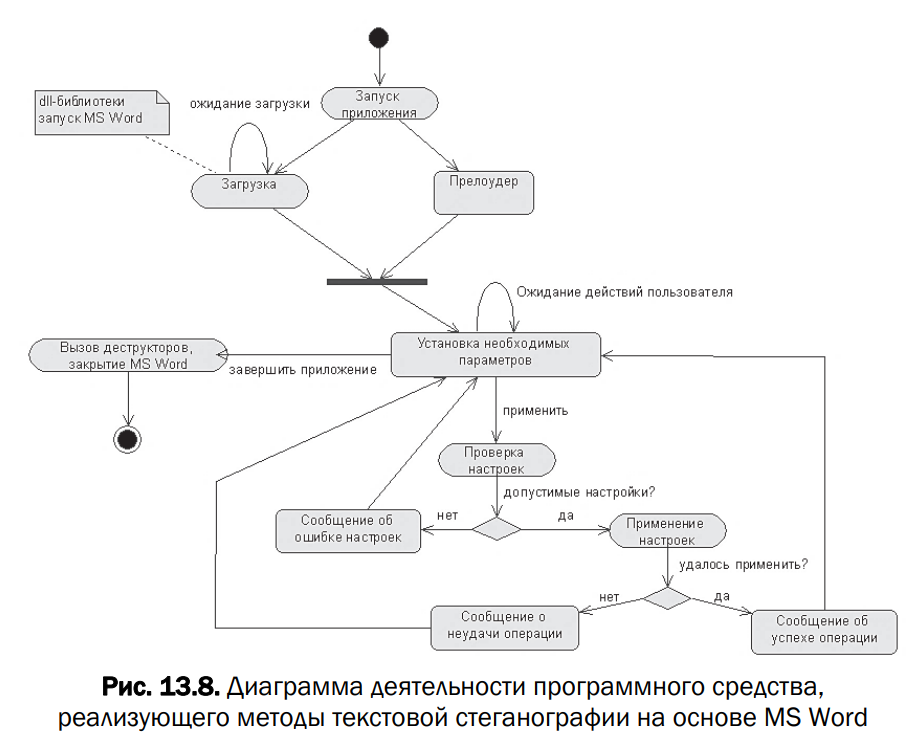 Запуск
приложения
dll-библиотеки
запуск MS Word
ожидание загрузки
Загрузка
Прелоудер
Ожидание действий пользователя
Установка необходимых
параметров
Вызов деструкторов,
закрытие MS Word
завершить приложение
применить
Проверка
настроек
допустимые настройки?
нет
да
Сообщение об
ошибке настроек
Применение
настроек
удалось применить?
нет
да
Сообщение о
неудачи операции
Сообщение об
успехе операции
Рис. 13.8. Диаграмма деятельности программного средства,
реализующего методы текстовой стеганографии на основе MS Word